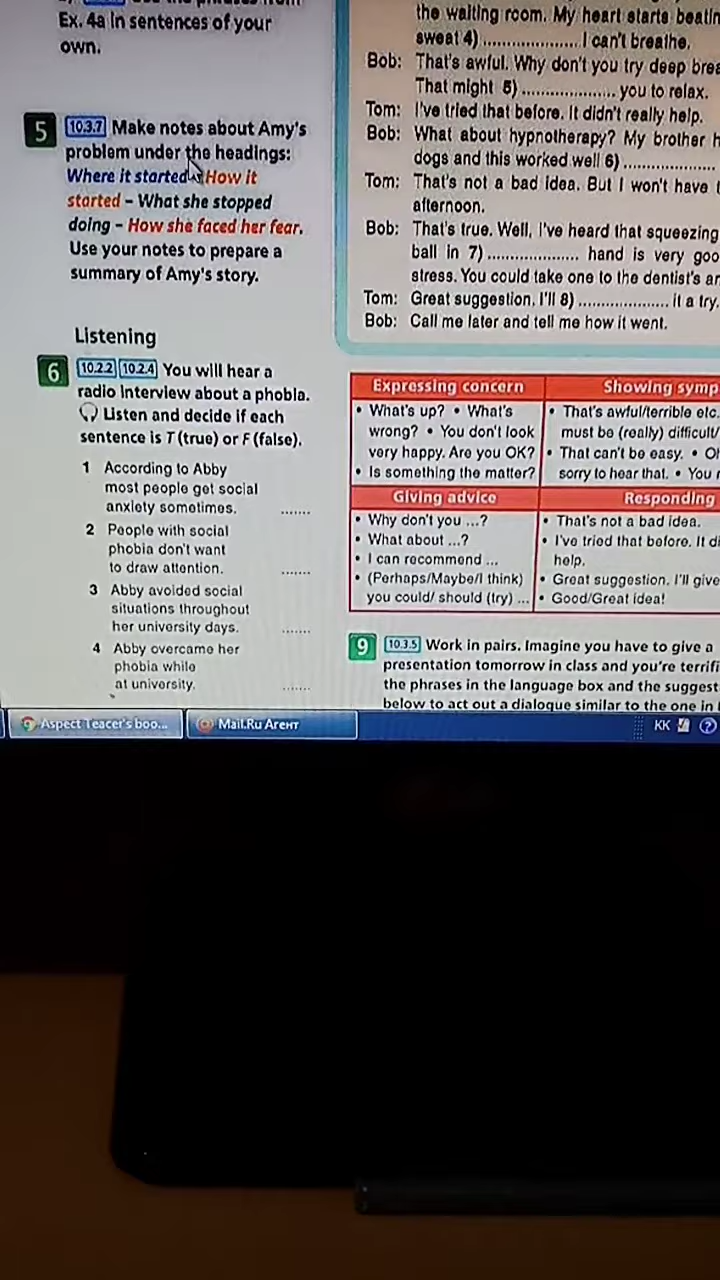 Ex. 4a in sentences of your
own.
5 10.3.7 Make notes about Amy's
problem under the headings:
Where it started – How it
started – What she stopped
doing – How she faced her fear.
Use your notes to prepare a
summary of Amy's story.
Listening
6 10.2.2 10.2.4 You will hear a
radio interview about a phobia.
Listen and decide if each
sentence is T (true) or F (false).
1 According to Abby
most people get social
anxiety sometimes. .......
2 People with social
phobia don't want
to draw attention. .......
3 Abby avoided social
situations throughout
her university days. .......
4 Abby overcame her
phobia while
at university. .......
the waiting room. My heart starts
sweat 4) .................... I can't breathe.
Bob: That's awful. Why don't you try deep
That might 5) .................... you to relax.
Tom: I've tried that before. It didn't really help.
Bob: What about hypnotherapy? My brother
dogs and this worked well 6) ....................
Tom: That's not a bad idea. But I won't have
afternoon.
Bob: That's true. Well, I've heard that squeezing
ball in 7) .................... hand is very
stress. You could take one to the dentist's
Tom: Great suggestion. I'll 8) .................... it a try.
Bob: Call me later and tell me how it went.
Expressing concern
• What's up? • What's
wrong? • You don't look
very happy. Are you OK?
• Is something the matter?
Showing
• That's awful/terrible etc.
must be (really) difficult/
• That can't be easy. •
sorry to hear that. •
Giving advice
• Why don't you ...?
• What about ...?
• I can recommend ...
• (Perhaps/Maybe/I think)
you could/ should (try) ...
Responding
• That's not a bad idea.
• I've tried that before. It
help.
• Great suggestion. I'll give
• Good/Great idea!
9 10.3.5 Work in pairs. Imagine you have to give a
presentation tomorrow in class and you're
the phrases in the language box and the
below to act out a dialogue similar to the one in
Aspect Teacer's boo...
Mail.Ru Агент
KK